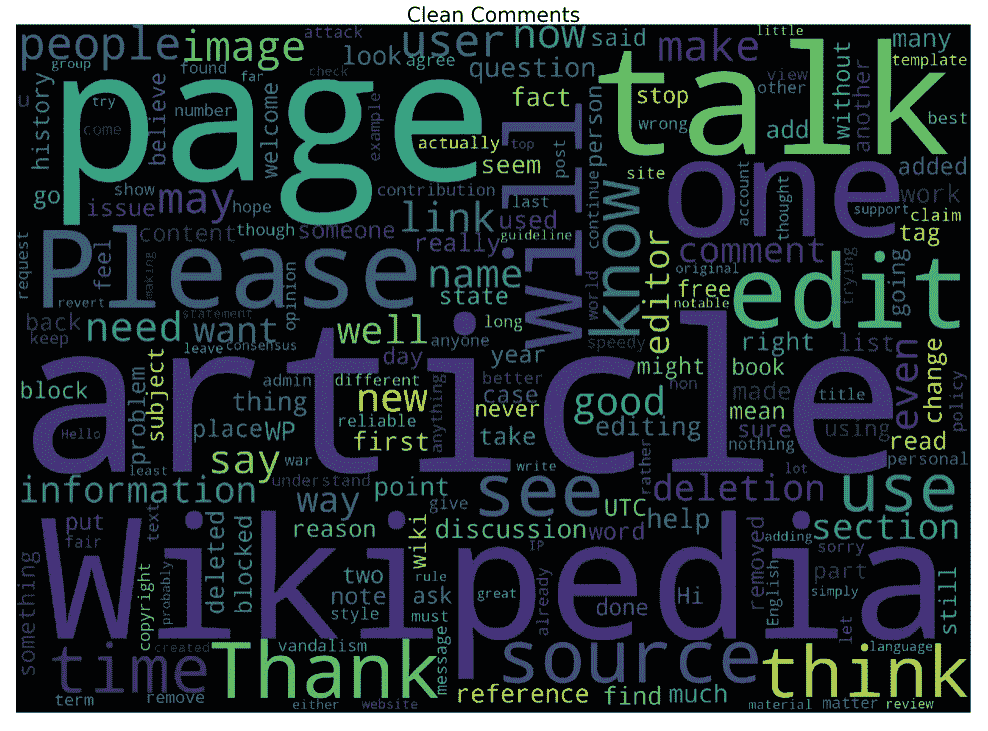 Clean Comments
people
image
attack
look
agree
user
now
said
make
little
many
group
found
far
check
question
view
other
template
page
talk
u
try
come
number
history
believe
welcome
example
fact
actually
seem
top
post
person
stop
wrong
add
without
another
best
go
show
issue
may
hope
contribution
link
last
used
will
continue
site
one
account
thought
support
added
work
claim
tag
request
Please
feel
content
though
someone
really
guideline
know
editor
comment
revert
making
statement
opinion
name
state
world
original
free
notable
edit
trying
going
back
keep
need
want
leave
consensus
well
long
anyone
speedy
right
list
block
article
problem
subject
admin
day
different
year
better
case
might
non
book
made
title
even
change
policy
Hello
thing
new
reliable
anything
never
good
mean
sure
nothing
using
read
place
WP
first
take
editing
rather
lot
personal
least
say
war
understand
write
information
way
point
give
see
UTC
deletion
use
put
fair
text
deleted
blocked
reason
wiki
discussion
word
help
removed
adding
section
something
Wikipedia
copyright
probably
two
note
style
rule
ask
must
IP
great
already
done
Hi
English
sorry
simply
part
still
time
created
Thank
vandalism
message
source
let
think
language
term
remove
either
website
reference
find
much
material
matter
review